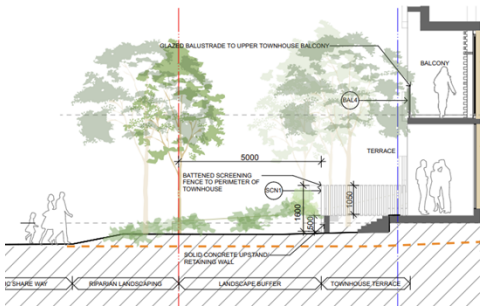 GLAZED BALUSTRADE TO UPPER TOWNHOUSE BALCONY
BALCONY
BAL4
TERRACE
5000
BATTENED SCREENING
FENCE TO PERIMETER OF
TOWNHOUSE
SCN1
1600
500
1050
SOLID CONCRETE UPSTAND
RETAINING WALL
SHARE WAY
RIPARIAN LANDSCAPING
LANDSCAPE BUFFER
TOWNHOUSE TERRACE